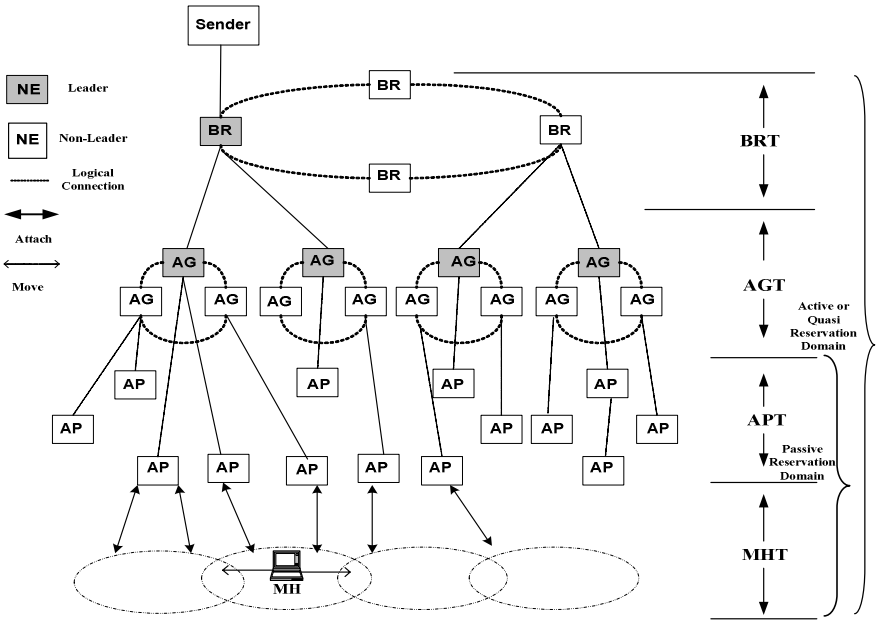 Sender
NE
Leader
NE
Non-Leader
Logical
Connection
Attach
Move
BR
BR
BR
BR
BRT
AG
AG
AG
AG
AG
AG
AG
AG
AG
AG
AG
AG
AGT
Active or
Quasi
Reservation
Domain
AP
AP
AP
AP
AP
AP
AP
AP
AP
APT
Passive
Reservation
Domain
AP
AP
AP
AP
AP
AP
MHT
MH